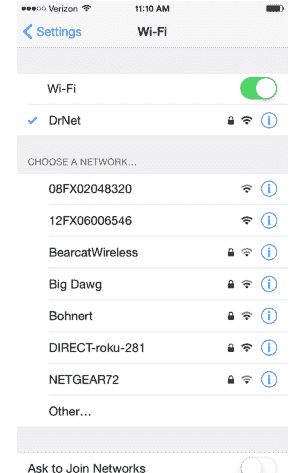 Verizon 11:10 AM
Settings Wi-Fi
Wi-Fi
DrNet
CHOOSE A NETWORK...
08FX02048320
12FX06006546
BearcatWireless
Big Dawg
Bohnert
DIRECT-roku-281
NETGEAR72
Other...
Ask to Join Networks